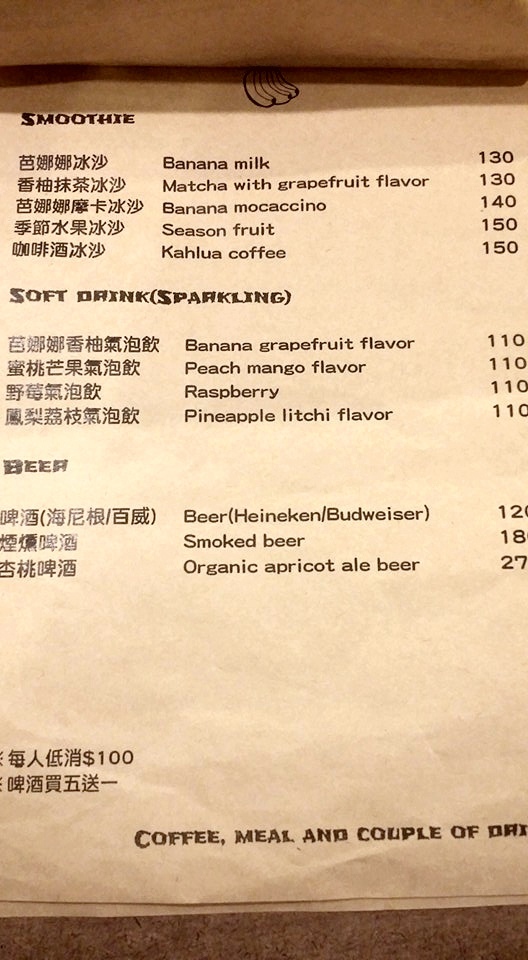 SMOOTHIE
芭娜娜冰沙 Banana milk 130
香柚抹茶冰沙 Matcha with grapefruit flavor 130
芭娜娜摩卡冰沙 Banana mocaccino 140
季節水果冰沙 Season fruit 150
咖啡酒冰沙 Kahlua coffee 150
SOFT DRINK(SPARKLING)
芭娜娜香柚氣泡飲 Banana grapefruit flavor 110
蜜桃芒果氣泡飲 Peach mango flavor 110
野莓氣泡飲 Raspberry 110
鳳梨荔枝氣泡飲 Pineapple litchi flavor 110
BEER
啤酒(海尼根/百威) Beer(Heineken/Budweiser) 120
煙燻啤酒 Smoked beer 18
杏桃啤酒 Organic apricot ale beer 27
※每人低消$100
※啤酒買五送一
COFFEE, MEAL AND COUPLE OF